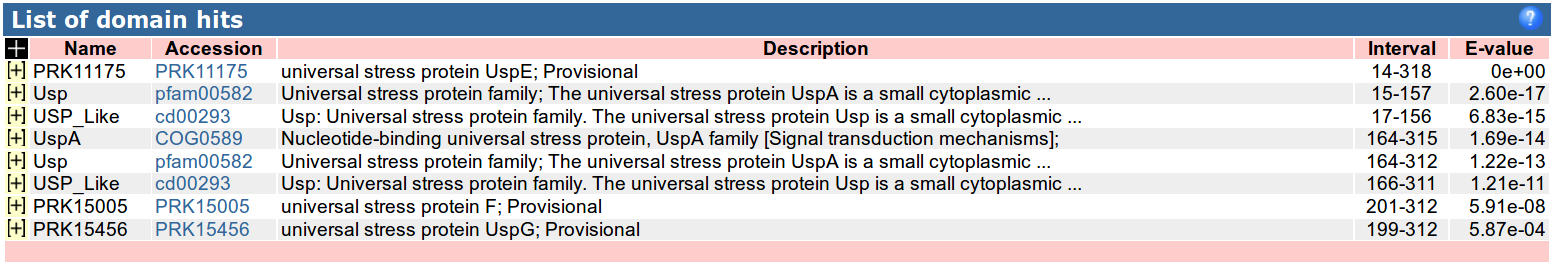 List of domain hits ?
+ Name Accession Description Interval E-value
[+] PRK11175 PRK11175 universal stress protein UspE; Provisional 14-318 0e+00
[+] Usp pfam00582 Universal stress protein family; The universal stress protein UspA is a small cytoplasmic ... 15-157 2.60e-17
[+] USP_Like cd00293 Usp: Universal stress protein family. The universal stress protein Usp is a small cytoplasmic ... 17-156 6.83e-15
[+] UspA COG0589 Nucleotide-binding universal stress protein, UspA family [Signal transduction mechanisms]; 164-315 1.69e-14
[+] Usp pfam00582 Universal stress protein family; The universal stress protein UspA is a small cytoplasmic ... 164-312 1.22e-13
[+] USP_Like cd00293 Usp: Universal stress protein family. The universal stress protein Usp is a small cytoplasmic ... 166-311 1.21e-11
[+] PRK15005 PRK15005 universal stress protein F; Provisional 201-312 5.91e-08
[+] PRK15456 PRK15456 universal stress protein UspG; Provisional 199-312 5.87e-04